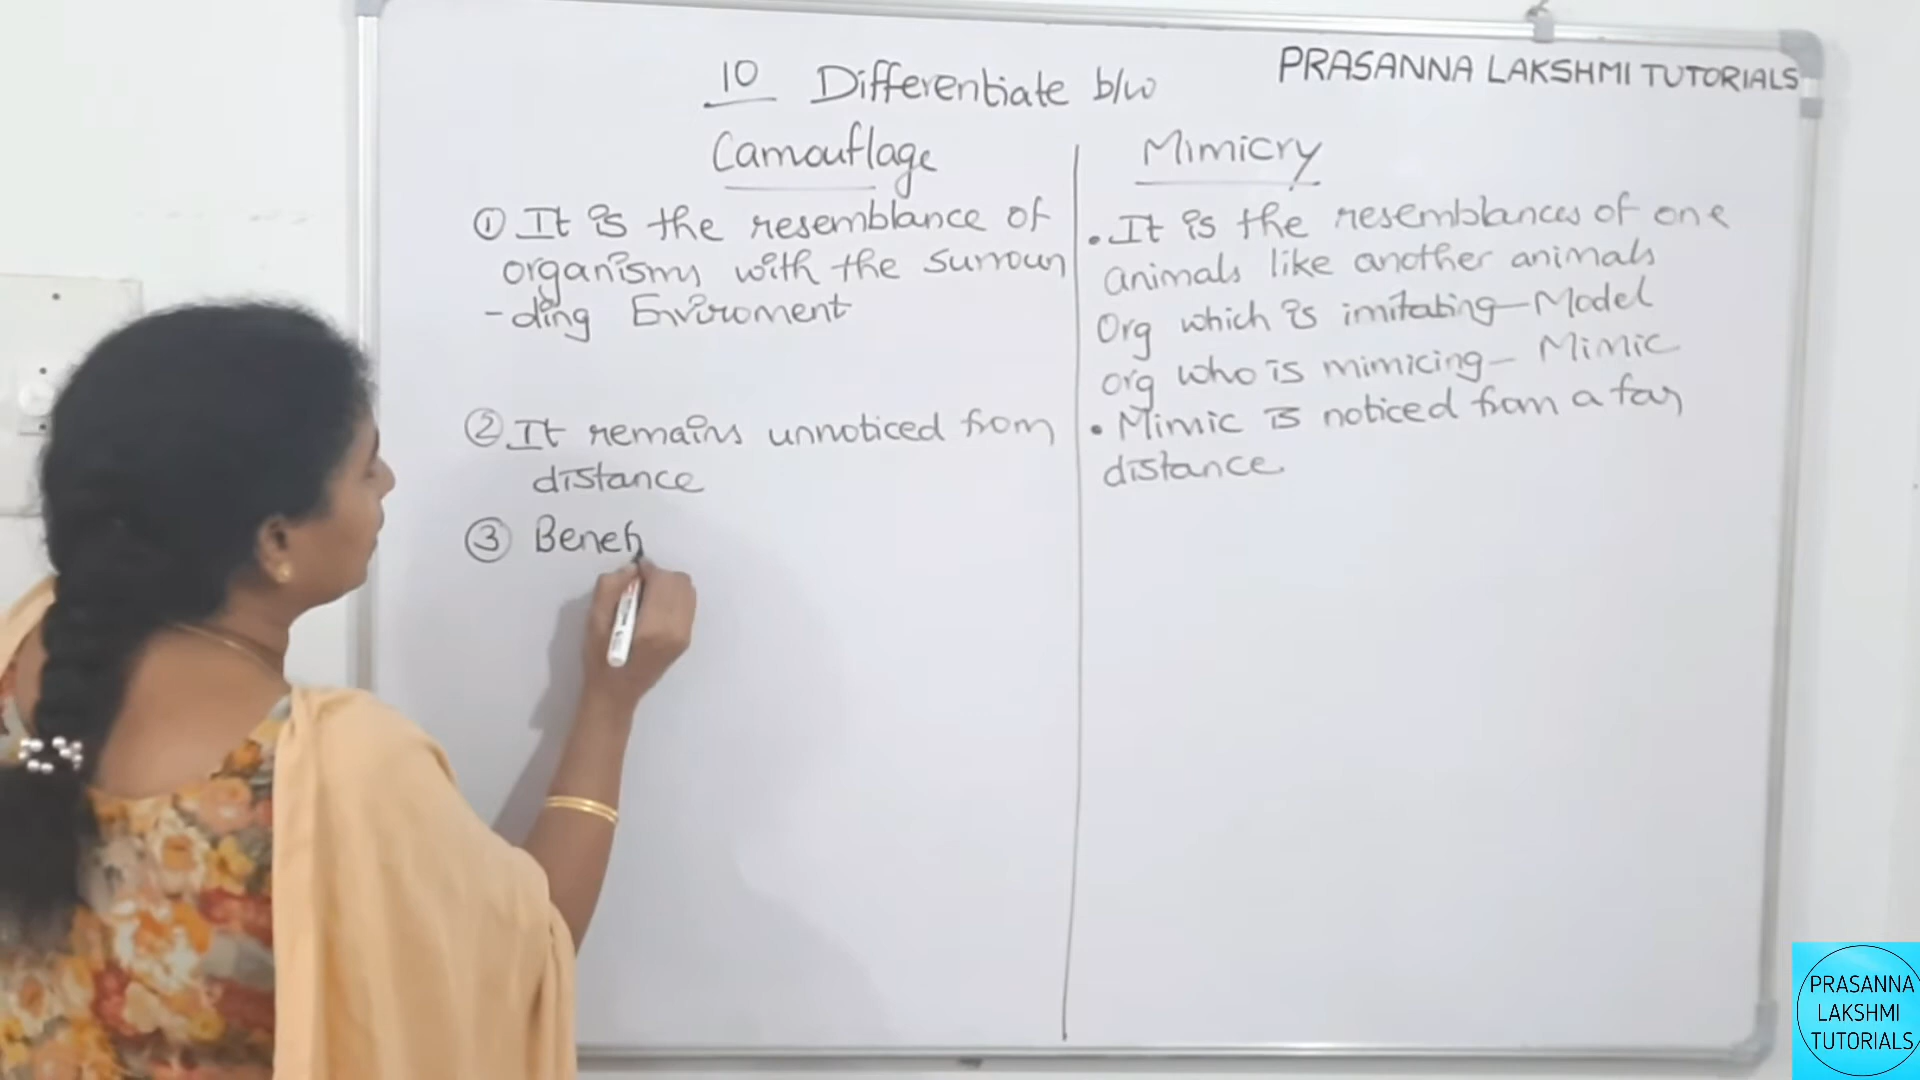 PRASANNA LAKSHMI TUTORIALS
10 Differentiate b/w
Camouflage
① It is the resemblance of
organisms with the surroun
-ding Enviroment
② It remains unnoticed from
distance
③ Benef
Mimicry
• It is the resemblances of one
animals like another animals
Org which is imitating - Model
org who is mimicing - Mimic
• Mimic is noticed from a far
distance
PRASANNA
LAKSHMI
TUTORIALS